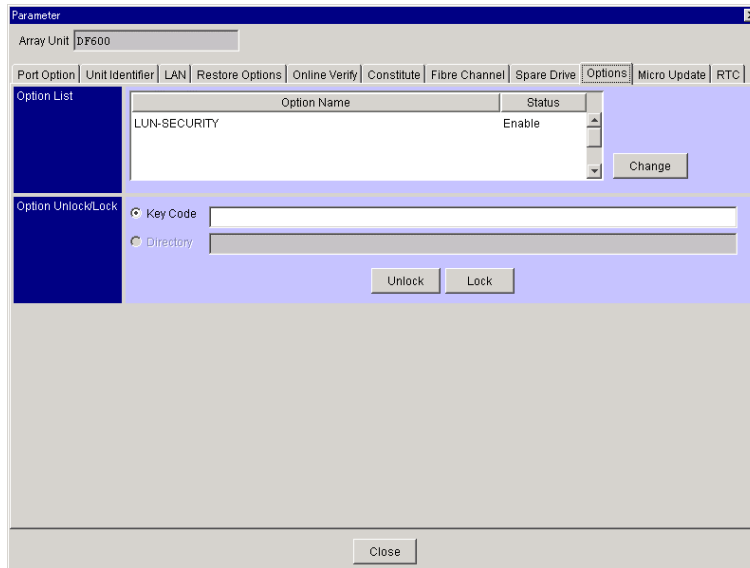 Parameter
Array Unit DF600
Port Option Unit Identifier LAN Restore Options Online Verify Constitute Fibre Channel Spare Drive Options Micro Update RTC
Option List
Option Name Status
LUN-SECURITY Enable
Change
Option Unlock/Lock
Key Code
Directory
Unlock Lock
Close